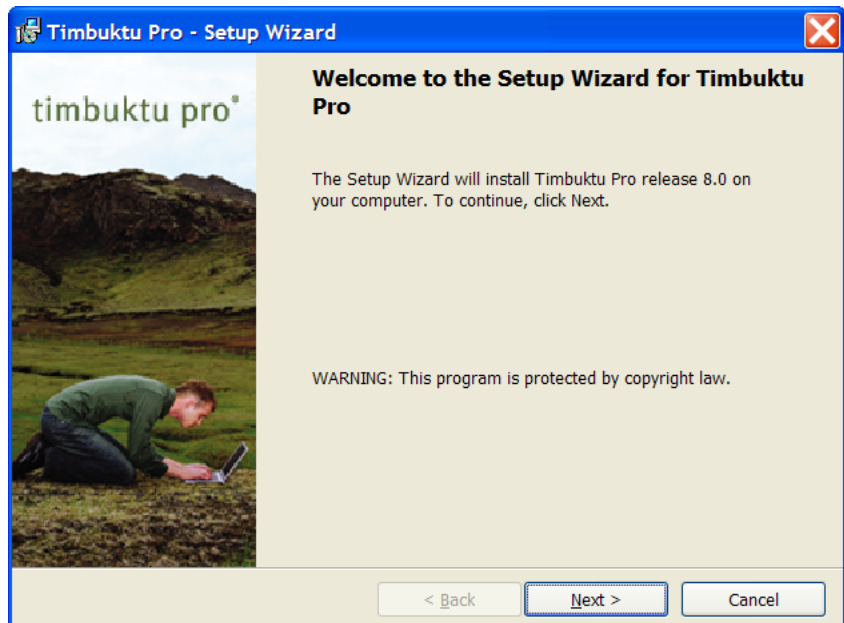 Timbuktu Pro - Setup Wizard
timbuktu pro®
Welcome to the Setup Wizard for Timbuktu
Pro
The Setup Wizard will install Timbuktu Pro release 8.0 on
your computer. To continue, click Next.
WARNING: This program is protected by copyright law.
< Back
Next >
Cancel